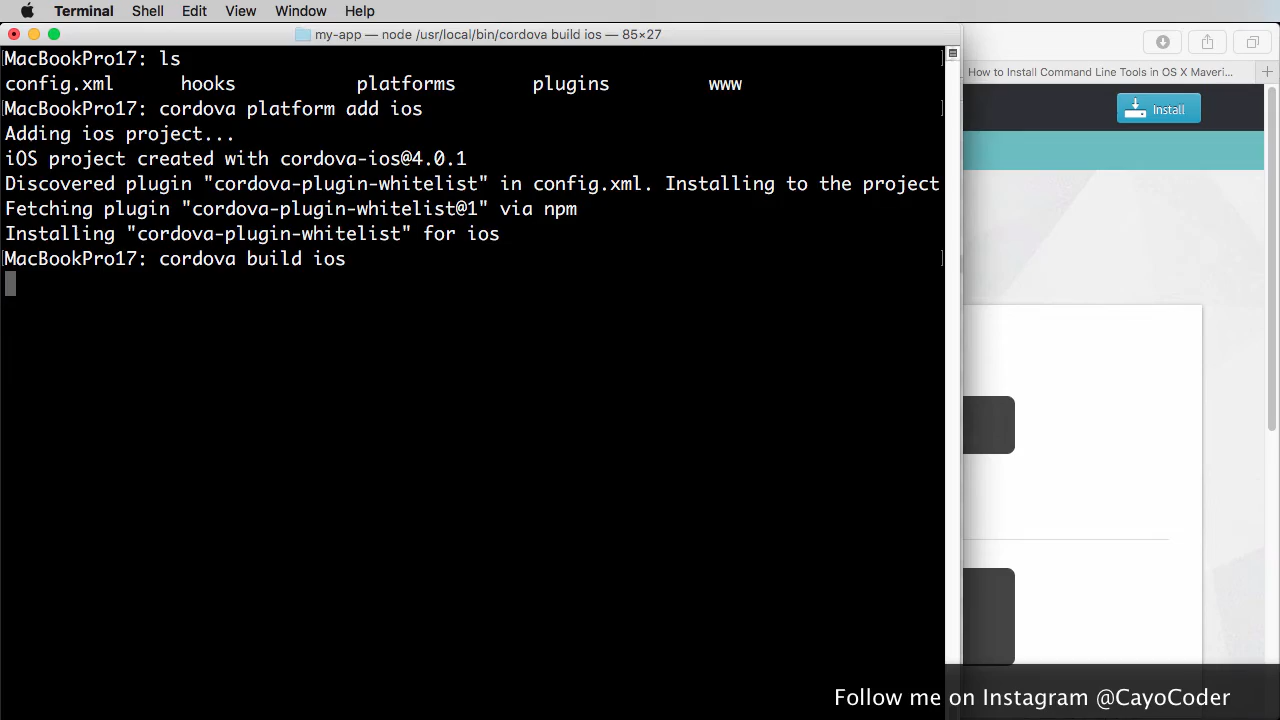 Terminal Shell Edit View Window Help
my-app — node /usr/local/bin/cordova build ios — 85×27
MacBookPro17: ls
config.xml hooks platforms plugins www
MacBookPro17: cordova platform add ios
Adding ios project...
iOS project created with cordova-ios@4.0.1
Discovered plugin "cordova-plugin-whitelist" in config.xml. Installing to the project
Fetching plugin "cordova-plugin-whitelist@1" via npm
Installing "cordova-plugin-whitelist" for ios
MacBookPro17: cordova build ios
How to Install Command Line Tools in OS X Maveri...
Install
Follow me on Instagram @CayoCoder